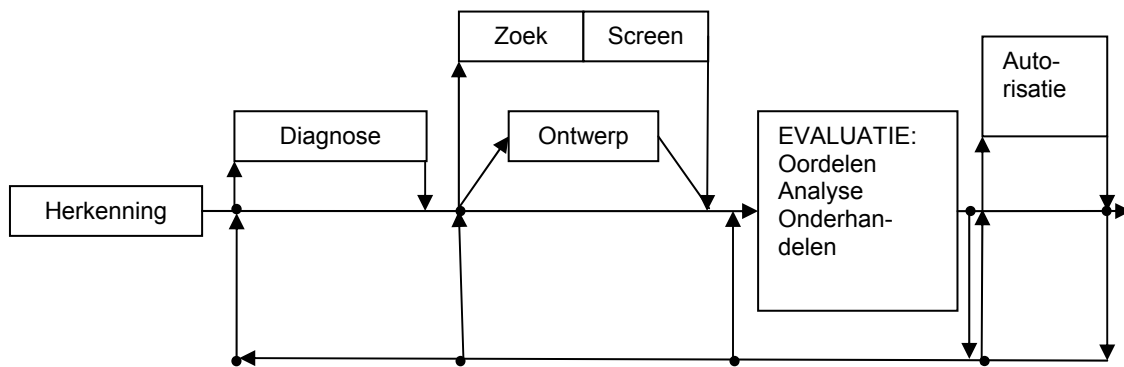 Herkenning
Diagnose
Zoek
Screen
Ontwerp
EVALUATIE:
Oordelen
Analyse
Onderhan-
delen
Auto-
risatie